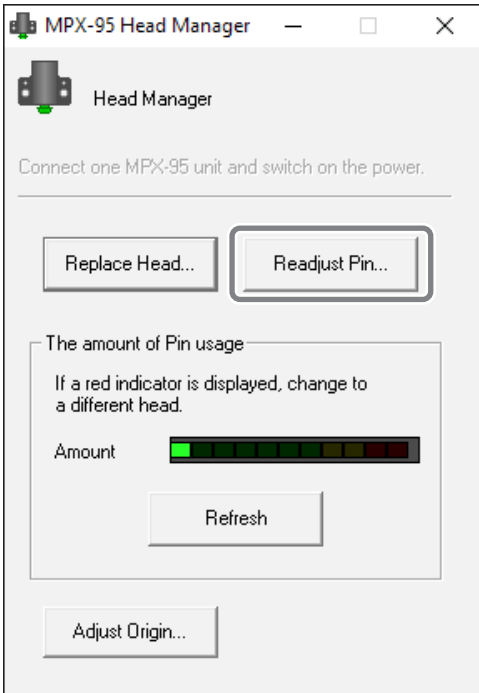 MPX-95 Head Manager
Head Manager
Connect one MPX-95 unit and switch on the power.
Replace Head...
Readjust Pin...
The amount of Pin usage
If a red indicator is displayed, change to
a different head.
Amount
Refresh
Adjust Origin...